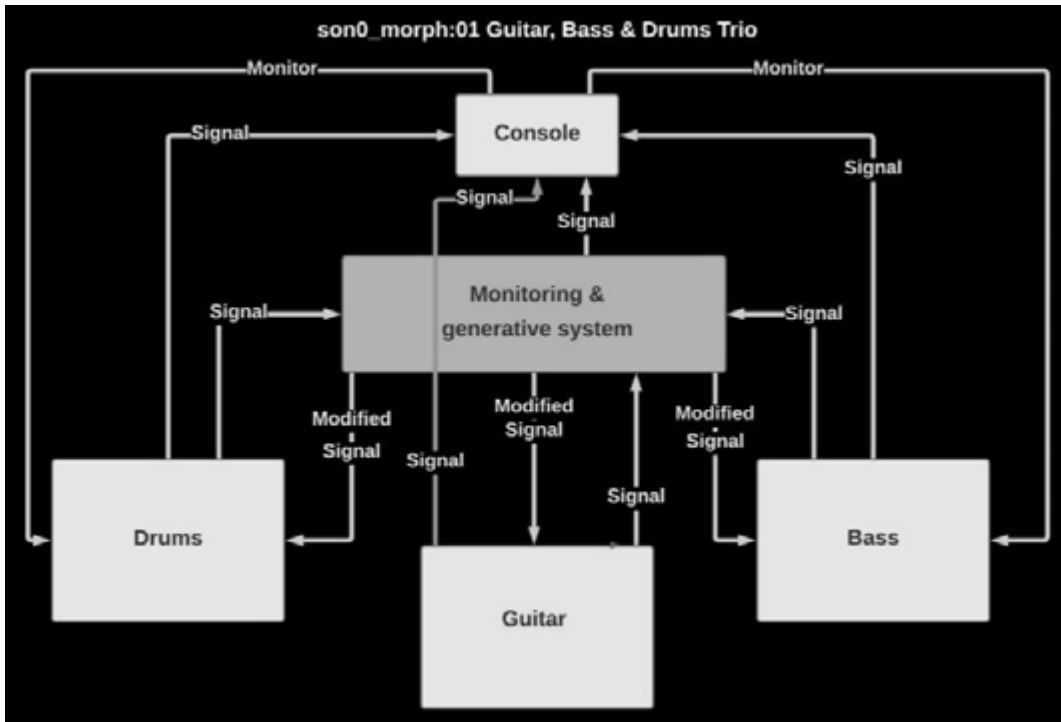 son0_morph:01 Guitar, Bass & Drums Trio
Monitor
Monitor
Console
Signal
Signal
Signal
Signal
Monitoring &
generative system
Signal
Signal
Modified
Signal
Modified
Signal
Modified
Signal
Signal
Signal
Drums
Bass
Guitar